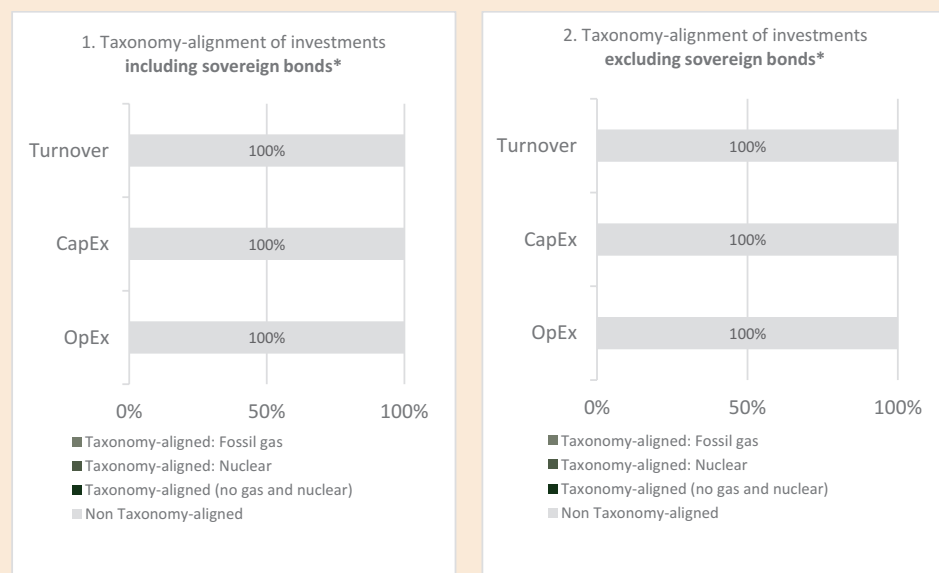 1. Taxonomy-alignment of investments
including sovereign bonds*
Turnover
100%
CapEx
100%
OpEx
100%
0%
50%
100%
Taxonomy-aligned: Fossil gas
Taxonomy-aligned: Nuclear
Taxonomy-aligned (no gas and nuclear)
Non Taxonomy-aligned
2. Taxonomy-alignment of investments
excluding sovereign bonds*
Turnover
100%
CapEx
100%
OpEx
100%
0%
50%
100%
Taxonomy-aligned: Fossil gas
Taxonomy-aligned: Nuclear
Taxonomy-aligned (no gas and nuclear)
Non Taxonomy-aligned